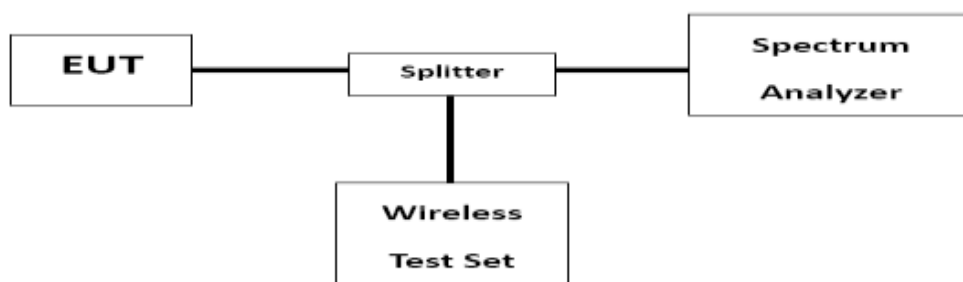 EUT
Splitter
Spectrum
Analyzer
Wireless
Test Set